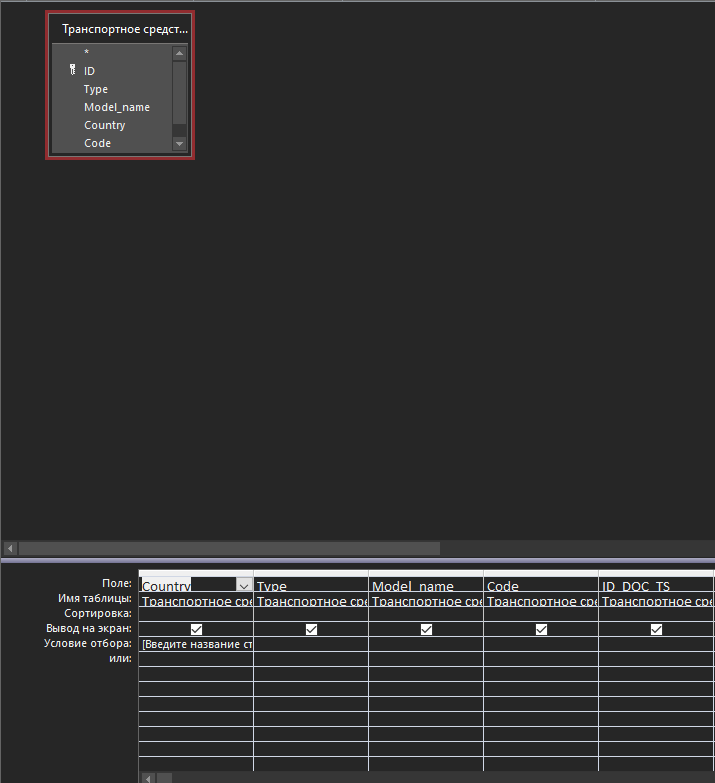 Транспортное средст...
*
ID
Type
Model_name
Country
Code
Поле: Country Type Model_name Code ID_DOC_TS
Имя таблицы: Транспортное сре Транспортное сре Транспортное сре Транспортное сре Транспортное сре
Сортировка:
Вывод на экран:
Условие отбора: [Введите название ст
или: